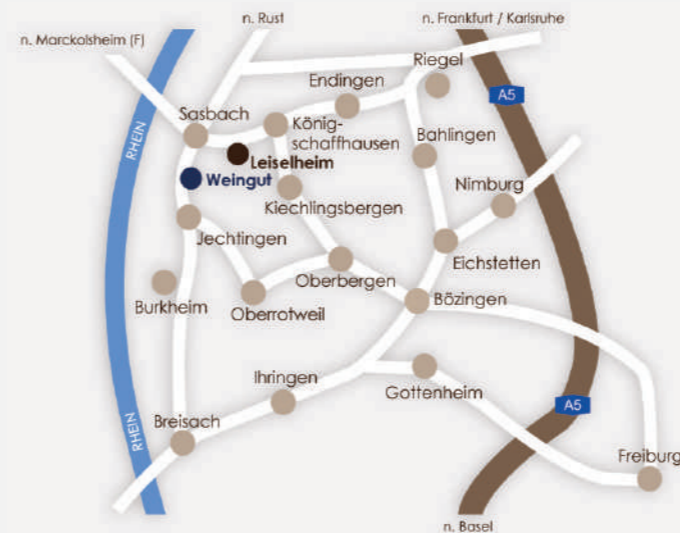 n. Rust
n. Frankfurt / Karlsruhe
n. Marckolsheim (F)
Riegel
Endingen
A5
Sasbach
König-
schaffhausen
Bahlingen
RHEIN
Leiselheim
Weingut
Nimburg
Kiechlingsbergen
Jechtingen
Eichstetten
Oberbergen
Burkheim
Oberrotweil
Bözingen
Ihringen
Gottenheim
A5
Breisach
RHEIN
Freiburg
n. Basel